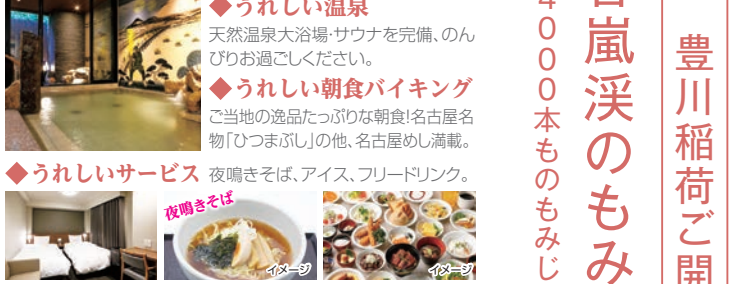 豊川稲荷ご開
嵐渓のもみ
4000本ものもみじ
◆うれしい温泉
天然温泉大浴場・サウナを完備、のん
びりお過ごしください。
◆うれしい朝食バイキング
ご当地の逸品たっぷりな朝食!名古屋名
物「ひつまぶし」の他、名古屋めし満載。
◆うれしいサービス 夜鳴きそば、アイス、フリードリンク。
夜鳴きそば
イメージ
イメージ